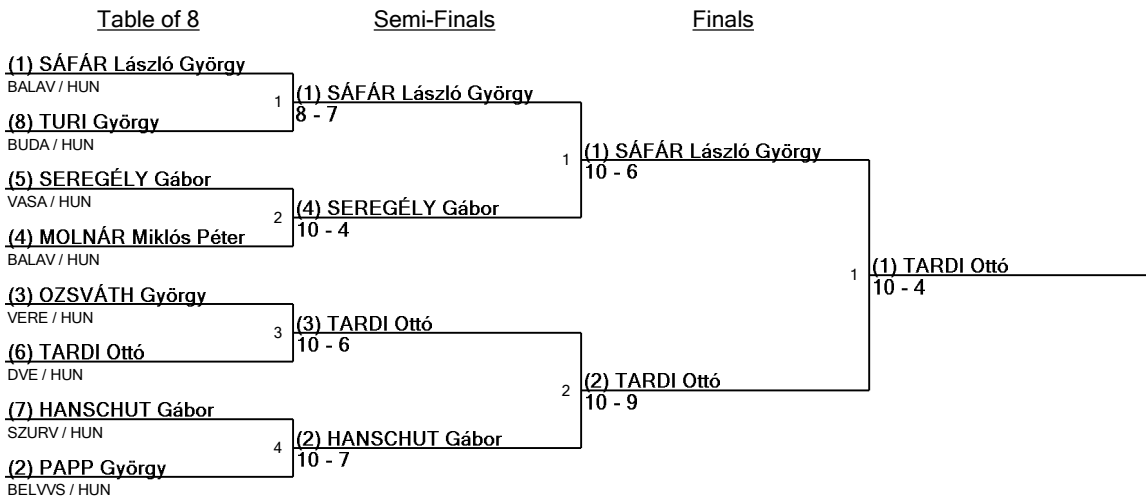 Table of 8
Semi-Finals
Finals
(1) SÁFÁR László György
BALAV / HUN
(8) TURI György
BUDA / HUN
(5) SEREGÉLY Gábor
VASA / HUN
(4) MOLNÁR Miklós Péter
BALAV / HUN
(3) OZSVÁTH György
VERE / HUN
(6) TARDI Ottó
DVE / HUN
(7) HANSCHUT Gábor
SZURV / HUN
(2) PAPP György
BELVVS / HUN
1
(1) SÁFÁR László György
8 - 7
2
(4) SEREGÉLY Gábor
10 - 4
3
(3) TARDI Ottó
10 - 6
4
(2) HANSCHUT Gábor
10 - 7
1
(1) SÁFÁR László György
10 - 6
2
(2) TARDI Ottó
10 - 9
1
(1) TARDI Ottó
10 - 4